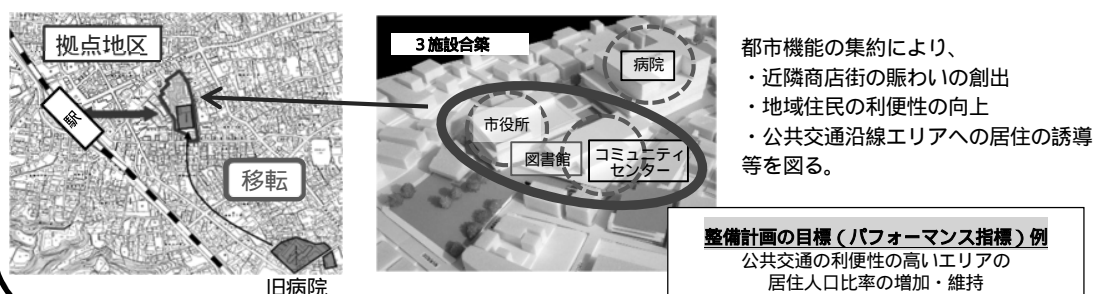 拠点地区
駅
移転
旧病院
3施設合築
病院
市役所
図書館
コミューティ
センター
都市機能の集約により、
・近隣商店街の賑わいの創出
・地域住民の利便性の向上
・公共交通沿線エリアへの居住の誘導
等を図る。
整備計画の目標(パフォーマンス指標)例
公共交通の利便性の高いエリアの
居住人口比率の増加・維持